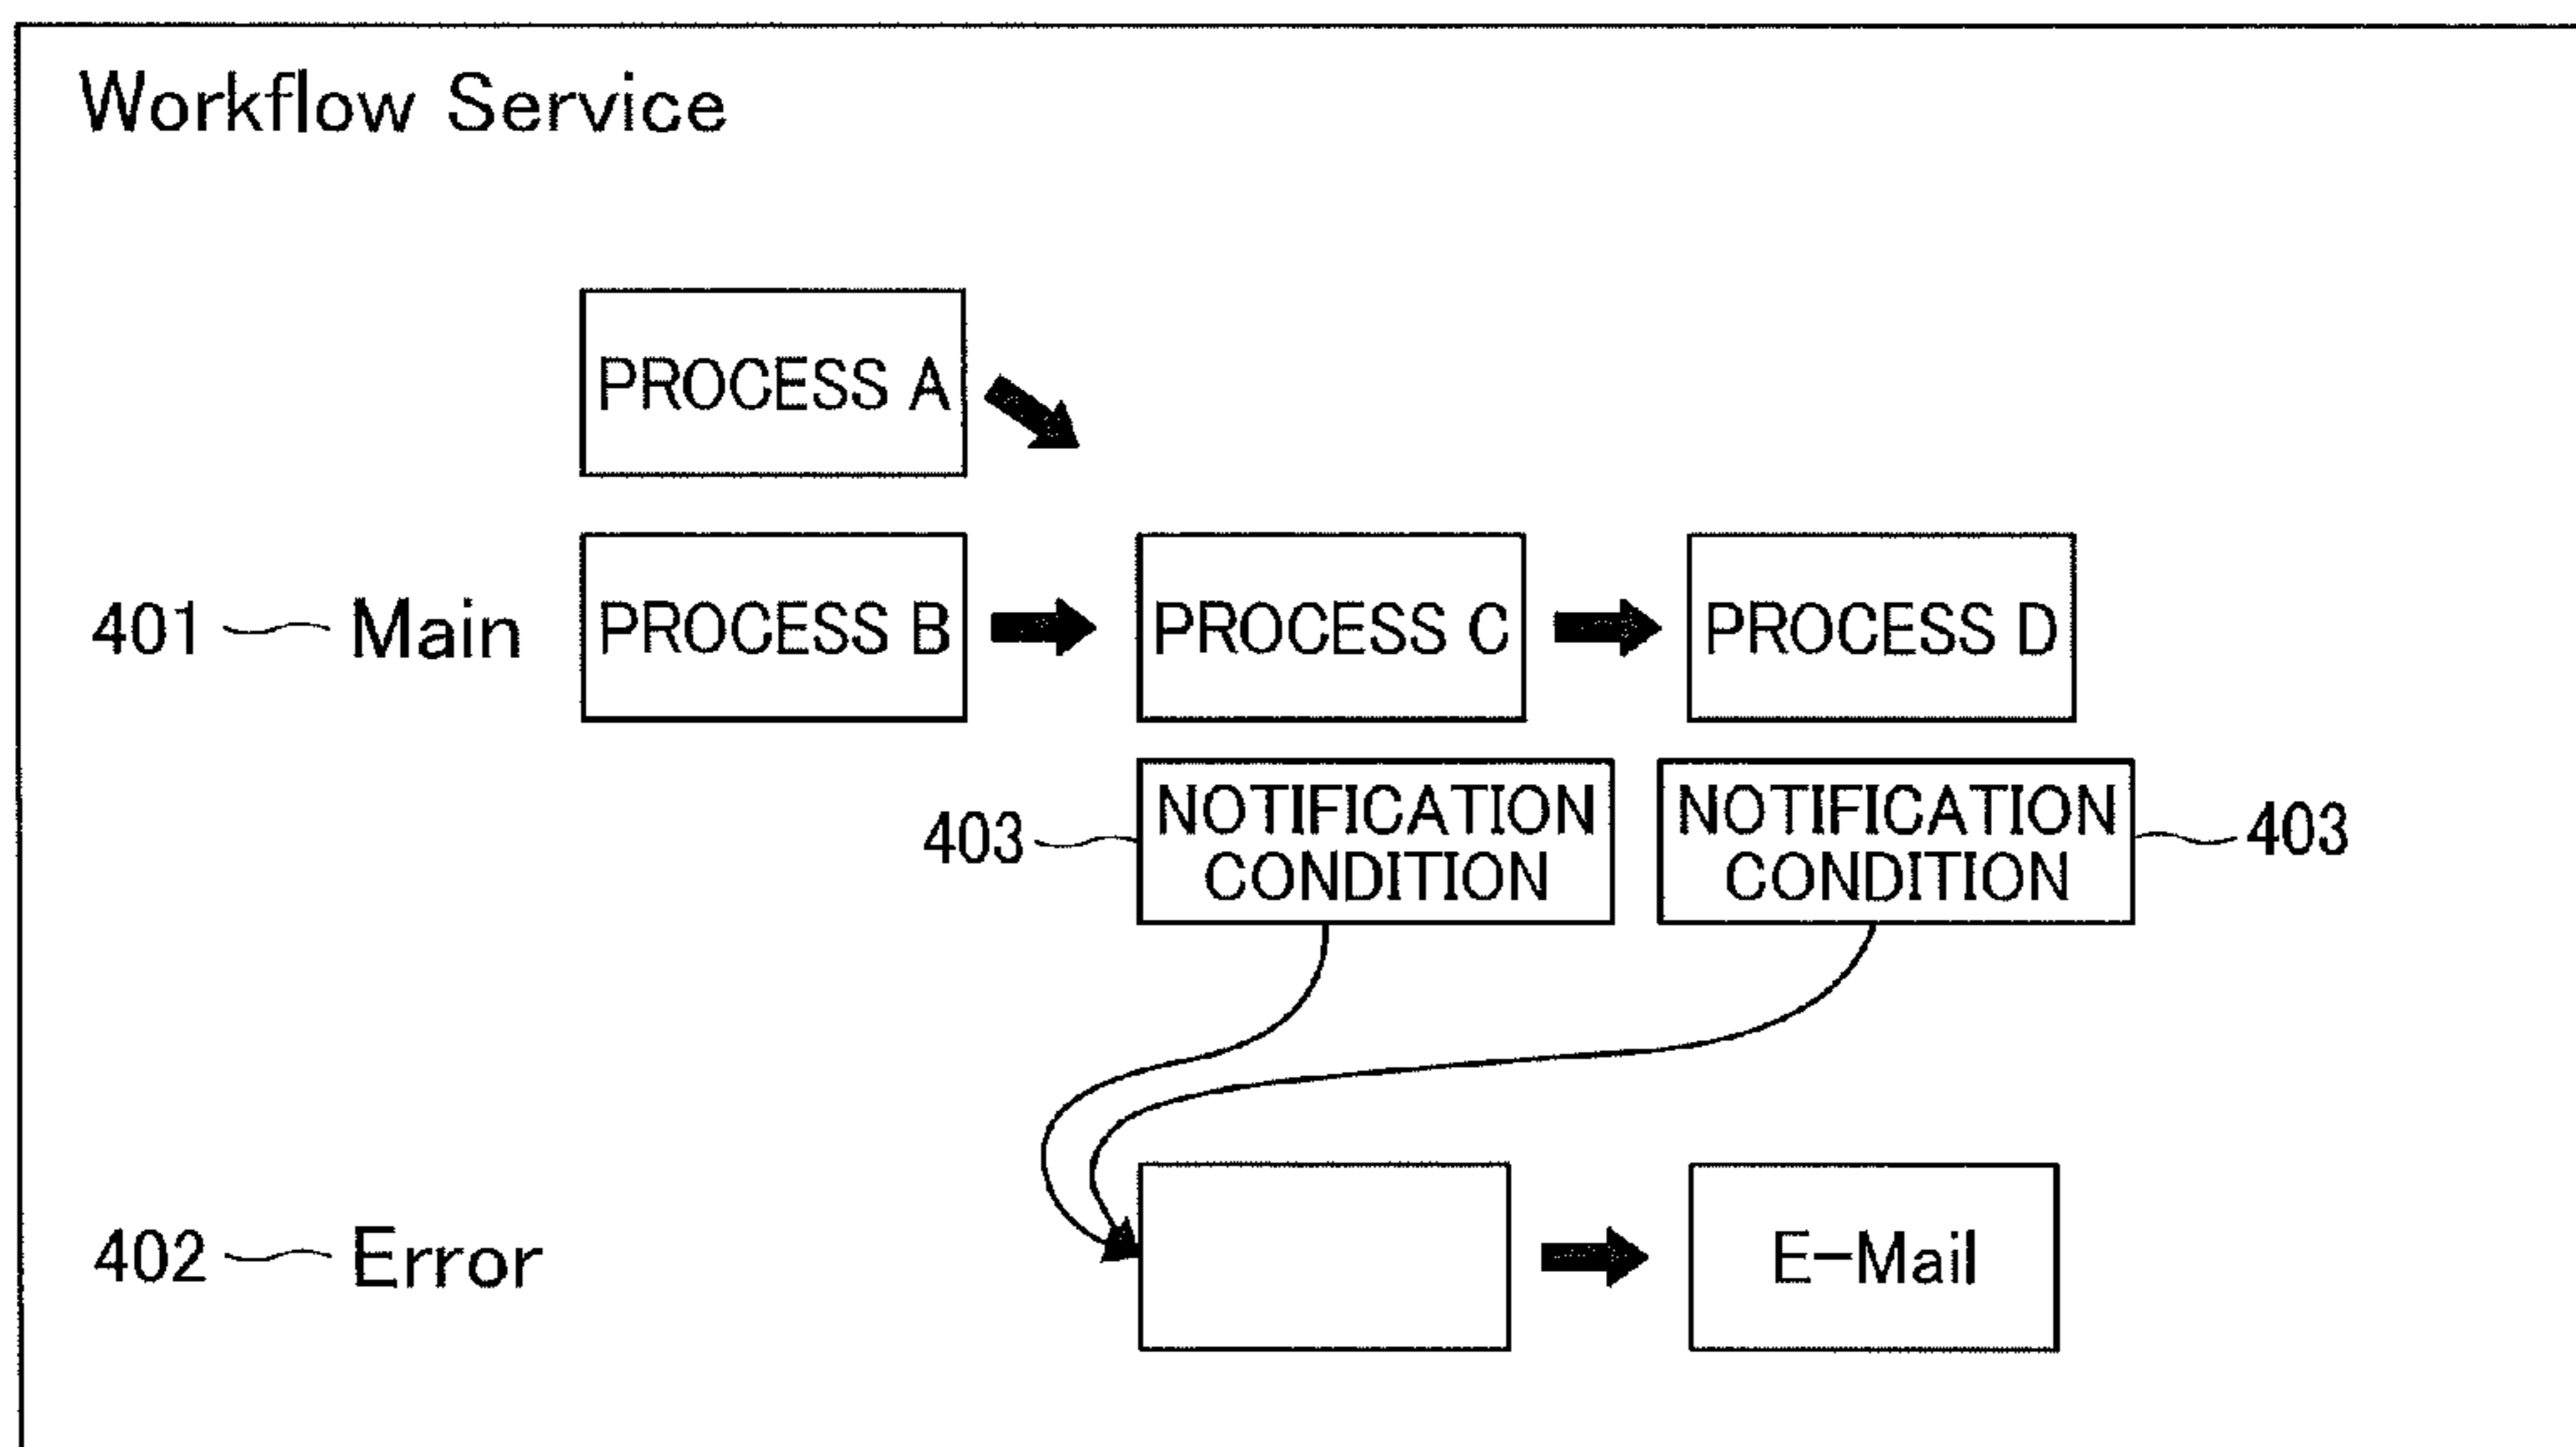 Workflow Service
PROCESS A
401 Main PROCESS B PROCESS C PROCESS D
403 NOTIFICATION CONDITION NOTIFICATION CONDITION 403
402 Error E-Mail